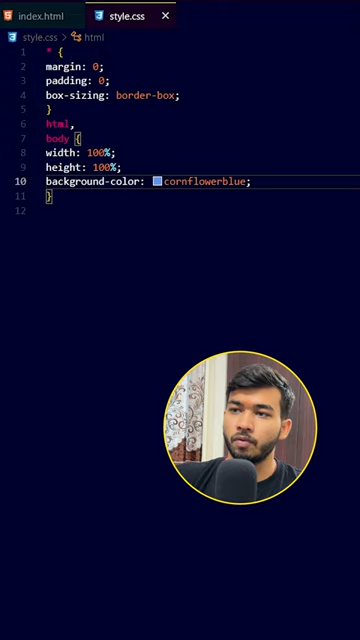 index.html style.css
style.css > html
1 * {
2 margin: 0;
3 padding: 0;
4 box-sizing: border-box;
5 }
6 html,
7 body {
8 width: 100%;
9 height: 100%;
10 background-color: cornflowerblue;
11 }
12